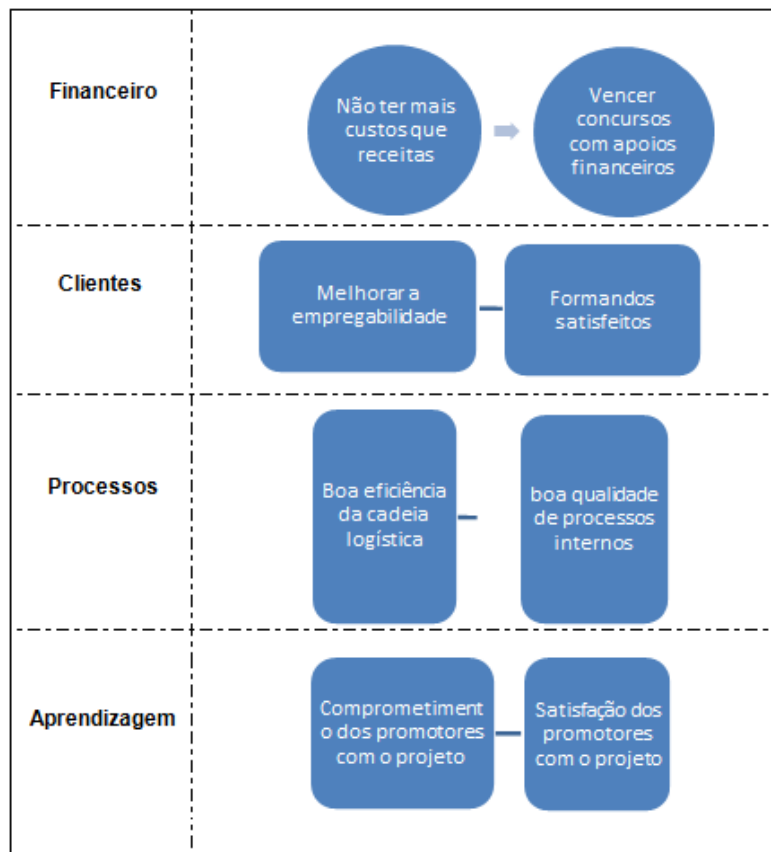 Financeiro
Não ter mais
custos que
receitas
Vencer
concursos
com apoios
financeiros
Clientes
Melhorar a
empregabilidade
Formandos
satisfeitos
Processos
Boa eficiência
da cadeia
logística
boa qualidade
de processos
internos
Aprendizagem
Comprometiment
o dos promotores
com o projeto
Satisfação dos
promotores
com o projeto